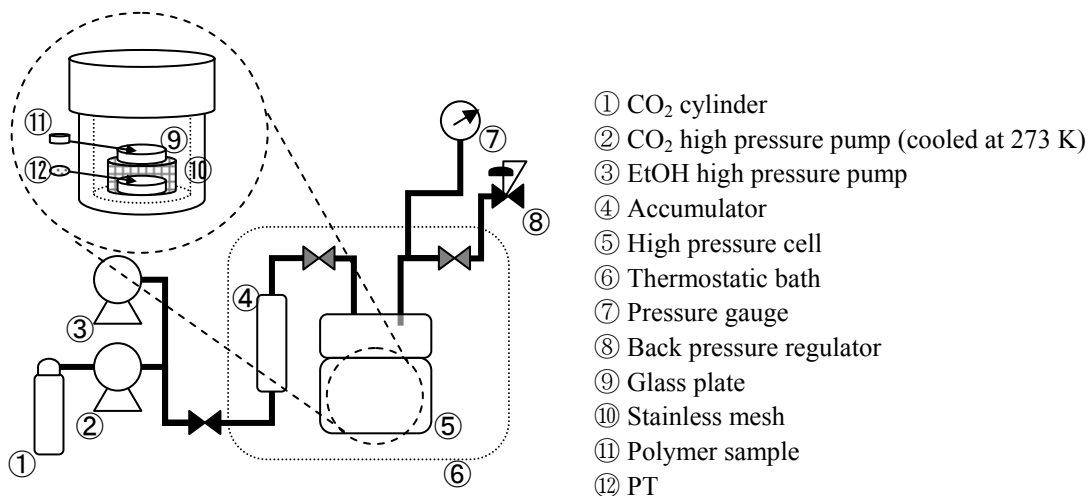 ⑪
⑨
⑫
⑩
⑦
⑧
④
③
②
⑤
①
⑥
① CO₂ cylinder
② CO₂ high pressure pump (cooled at 273 K)
③ EtOH high pressure pump
④ Accumulator
⑤ High pressure cell
⑥ Thermostatic bath
⑦ Pressure gauge
⑧ Back pressure regulator
⑨ Glass plate
⑩ Stainless mesh
⑪ Polymer sample
⑫ PT